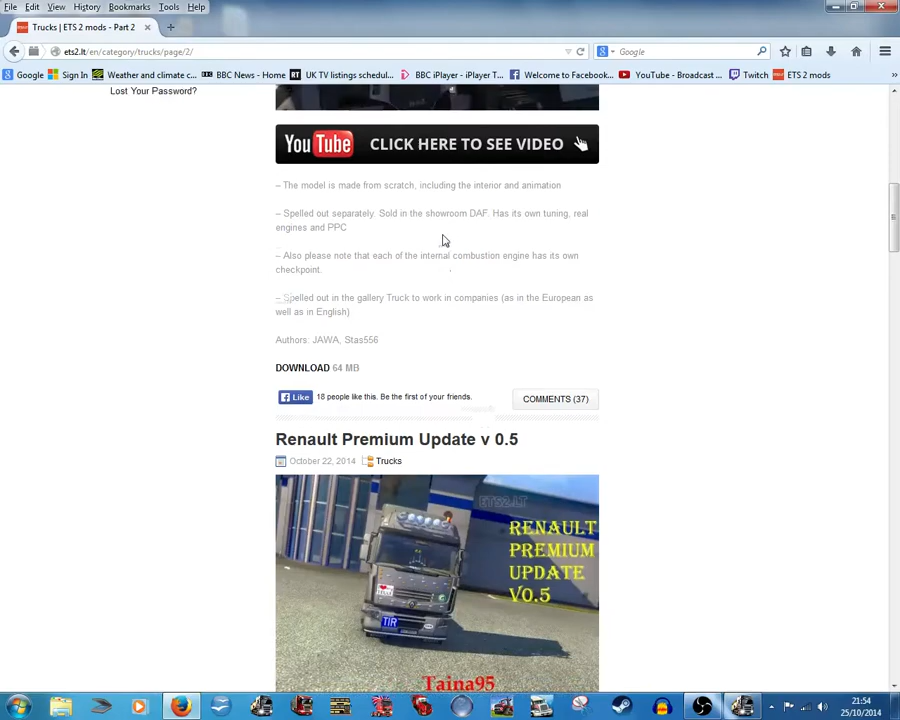 File Edit View History Bookmarks Tools Help
Trucks | ETS 2 mods - Part 2
ets2.lt/en/category/trucks/page/2/
Google
Google Sign In Weather and climate c... BBC News - Home UK TV listings schedul... BBC iPlayer - iPlayer T... Welcome to Facebook... YouTube - Broadcast ... Twitch ETS 2 mods
Lost Your Password?
YouTube CLICK HERE TO SEE VIDEO
– The model is made from scratch, including the interior and animation
– Spelled out separately. Sold in the showroom DAF. Has its own tuning, real
engines and PPC
– Also please note that each of the internal combustion engine has its own
checkpoint.
– Spelled out in the gallery Truck to work in companies (as in the European as
well as in English)
Authors: JAWA, Stas556
DOWNLOAD 64 MB
Like 18 people like this. Be the first of your friends. COMMENTS (37)
Renault Premium Update v 0.5
October 22, 2014 Trucks
ETS2.LT
RENAULT
PREMIUM
UPDATE
V0.5
TIR
Taina95
21:54
25/10/2014